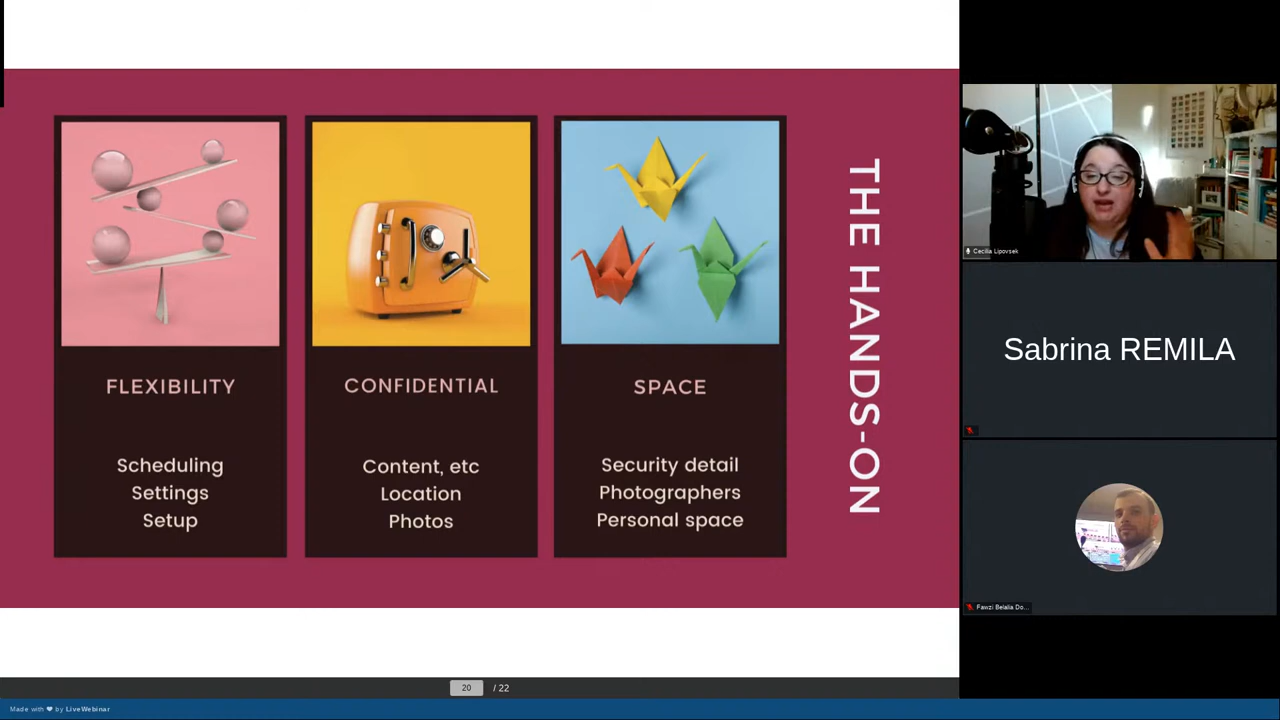 FLEXIBILITY
Scheduling
Settings
Setup
CONFIDENTIAL
Content, etc
Location
Photos
SPACE
Security detail
Photographers
Personal space
THE HANDS-ON
Cecilia Lipovsek
Sabrina REMILA
Fawzi Belalia Do...
20 / 22
Made with ❤ by LiveWebinar